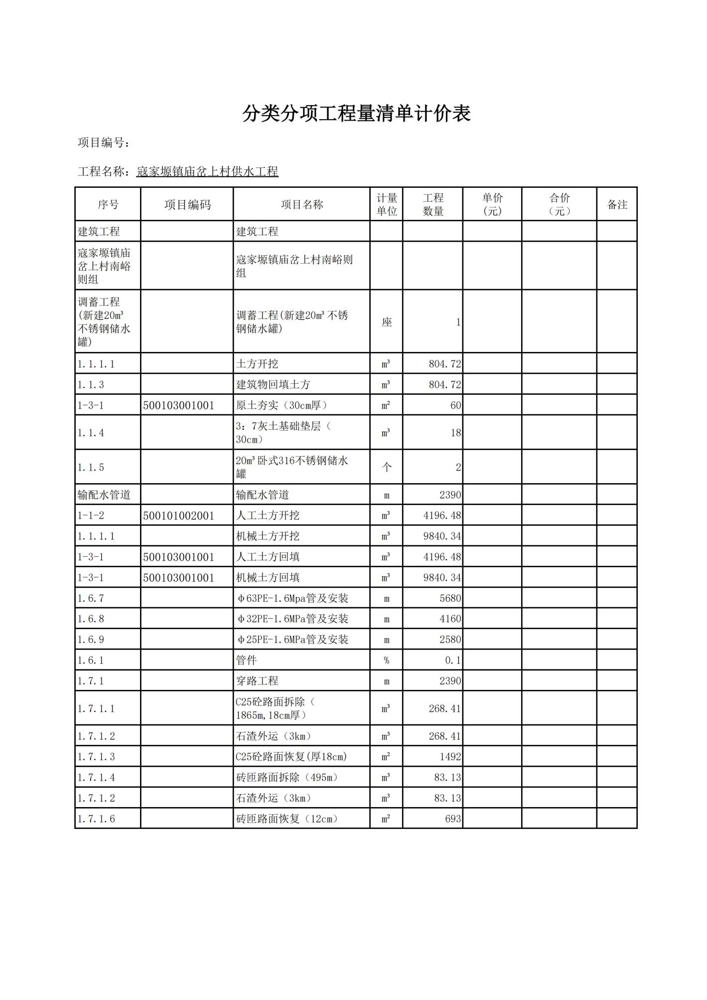 分类分项工程量清单计价表
项目编号：
工程名称：寇家塬镇庙岔上村供水工程
序号 项目编码 项目名称 计量单位 工程数量 单价(元) 合价（元） 备注
建筑工程 建筑工程
寇家塬镇庙岔上村南峪则组 寇家塬镇庙岔上村南峪则组
调蓄工程(新建20m³不锈钢储水罐) 调蓄工程(新建20m³不锈钢储水罐) 座 1
1.1.1.1 土方开挖 m³ 804.72
1.1.3 建筑物回填土方 m³ 804.72
1-3-1 500103001001 原土夯实（30cm厚） m² 60
1.1.4 3：7灰土基础垫层（30cm） m³ 18
1.1.5 20m³卧式316不锈钢储水罐 个 2
输配水管道 输配水管道 m 2390
1-1-2 500101002001 人工土方开挖 m³ 4196.48
1.1.1.1 机械土方开挖 m³ 9840.34
1-3-1 500103001001 人工土方回填 m³ 4196.48
1-3-1 500103001001 机械土方回填 m³ 9840.34
1.6.7 φ63PE-1.6Mpa管及安装 m 5680
1.6.8 φ32PE-1.6MPa管及安装 m 4160
1.6.9 φ25PE-1.6MPa管及安装 m 2580
1.6.1 管件 % 0.1
1.7.1 穿路工程 m 2390
1.7.1.1 C25砼路面拆除（1865m,18cm厚） m³ 268.41
1.7.1.2 石渣外运（3km） m³ 268.41
1.7.1.3 C25砼路面恢复(厚18cm) m² 1492
1.7.1.4 砖匝路面拆除（495m） m³ 83.13
1.7.1.2 石渣外运（3km） m³ 83.13
1.7.1.6 砖匝路面恢复（12cm） m² 693